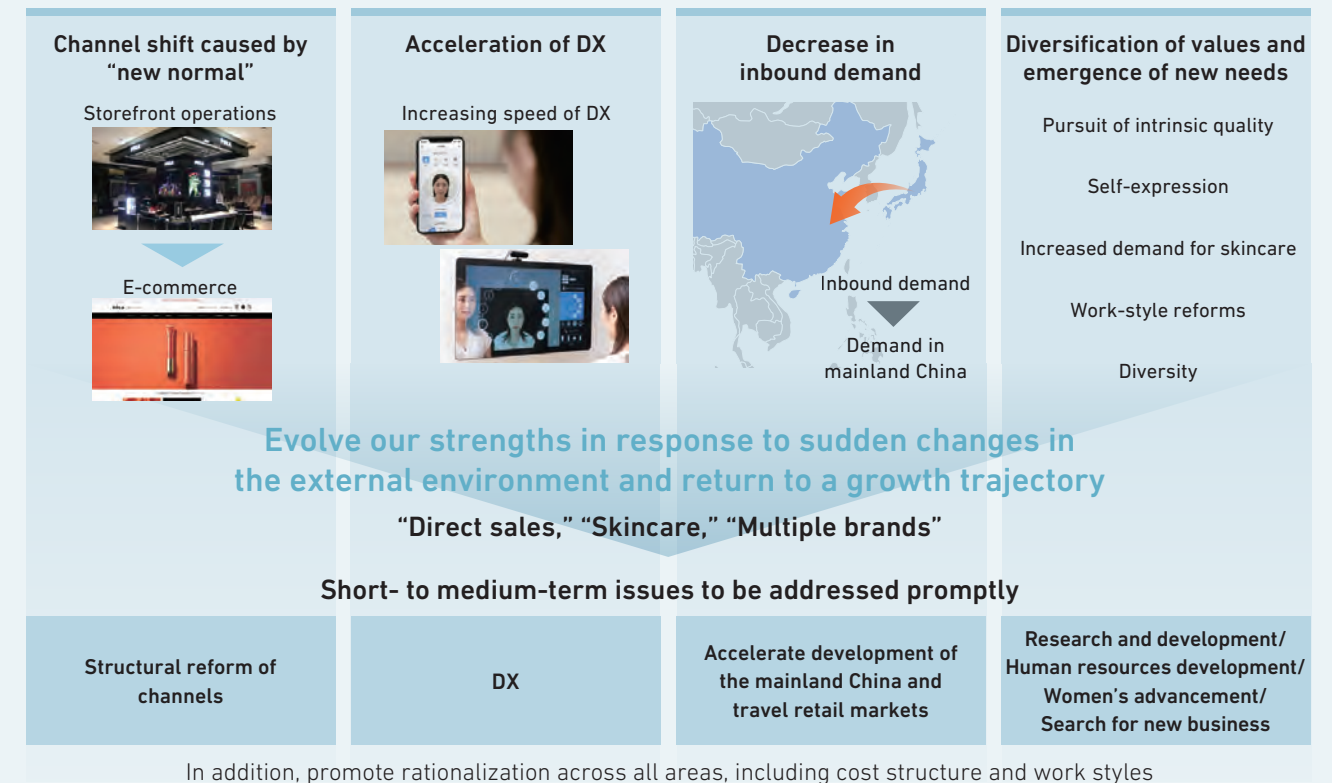 Channel shift caused by
“new normal”
Storefront operations
E-commerce
Acceleration of DX
Increasing speed of DX
Decrease in
inbound demand
Inbound demand
Demand in
mainland China
Diversification of values and
emergence of new needs
Pursuit of intrinsic quality
Self-expression
Increased demand for skincare
Work-style reforms
Diversity
Evolve our strengths in response to sudden changes in
the external environment and return to a growth trajectory
“Direct sales,” “Skincare,” “Multiple brands”
Short- to medium-term issues to be addressed promptly
Structural reform of
channels
DX
Accelerate development of
the mainland China and
travel retail markets
Research and development/
Human resources development/
Women’s advancement/
Search for new business
In addition, promote rationalization across all areas, including cost structure and work styles